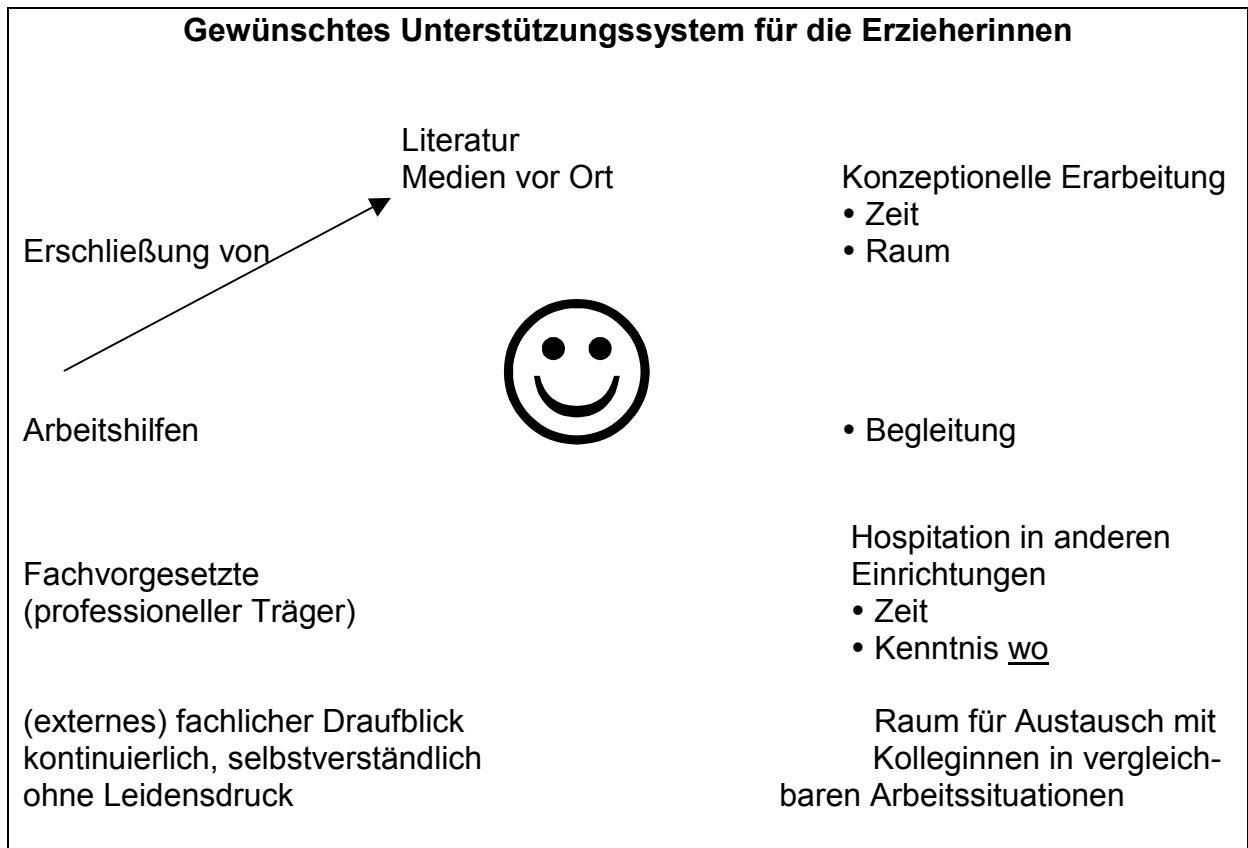 Gewünschtes Unterstützungssystem für die Erzieherinnen
Literatur
Medien vor Ort
Erschließung von
Arbeitshilfen
Fachvorgesetzte
(professioneller Träger)
(externes) fachlicher Draufblick
kontinuierlich, selbstverständlich
ohne Leidensdruck
Konzeptionelle Erarbeitung
• Zeit
• Raum
• Begleitung
Hospitation in anderen
Einrichtungen
• Zeit
• Kenntnis wo
Raum für Austausch mit
Kolleginnen in vergleich-
baren Arbeitssituationen